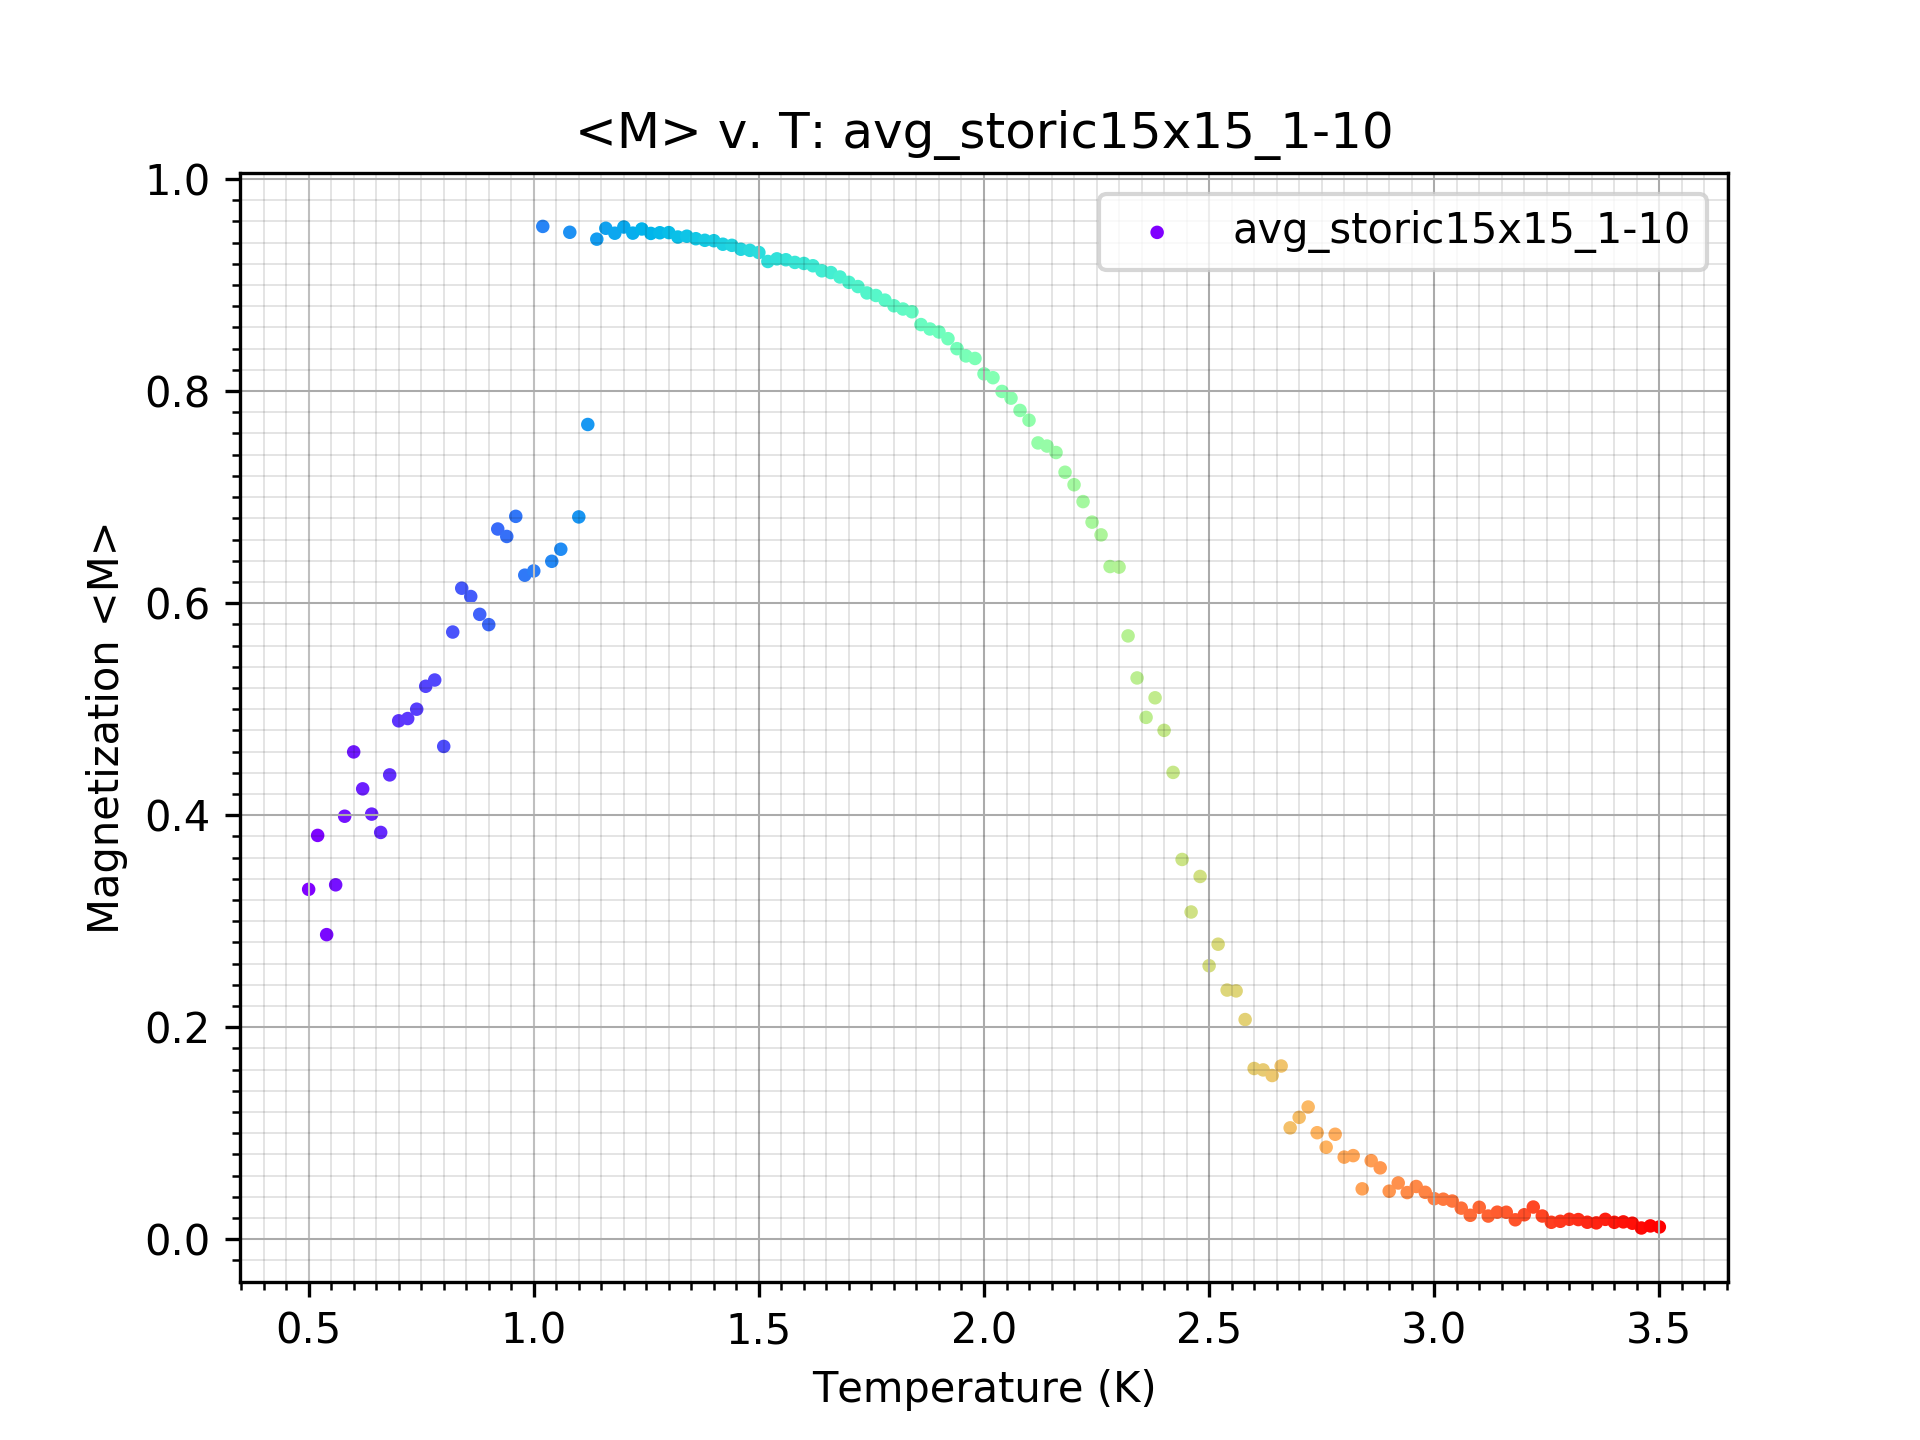 <M> v. T: avg_storic15x15_1-10
avg_storic15x15_1-10
Magnetization <M>
1.0
0.8
0.6
0.4
0.2
0.0
0.5 1.0 1.5 2.0 2.5 3.0 3.5
Temperature (K)